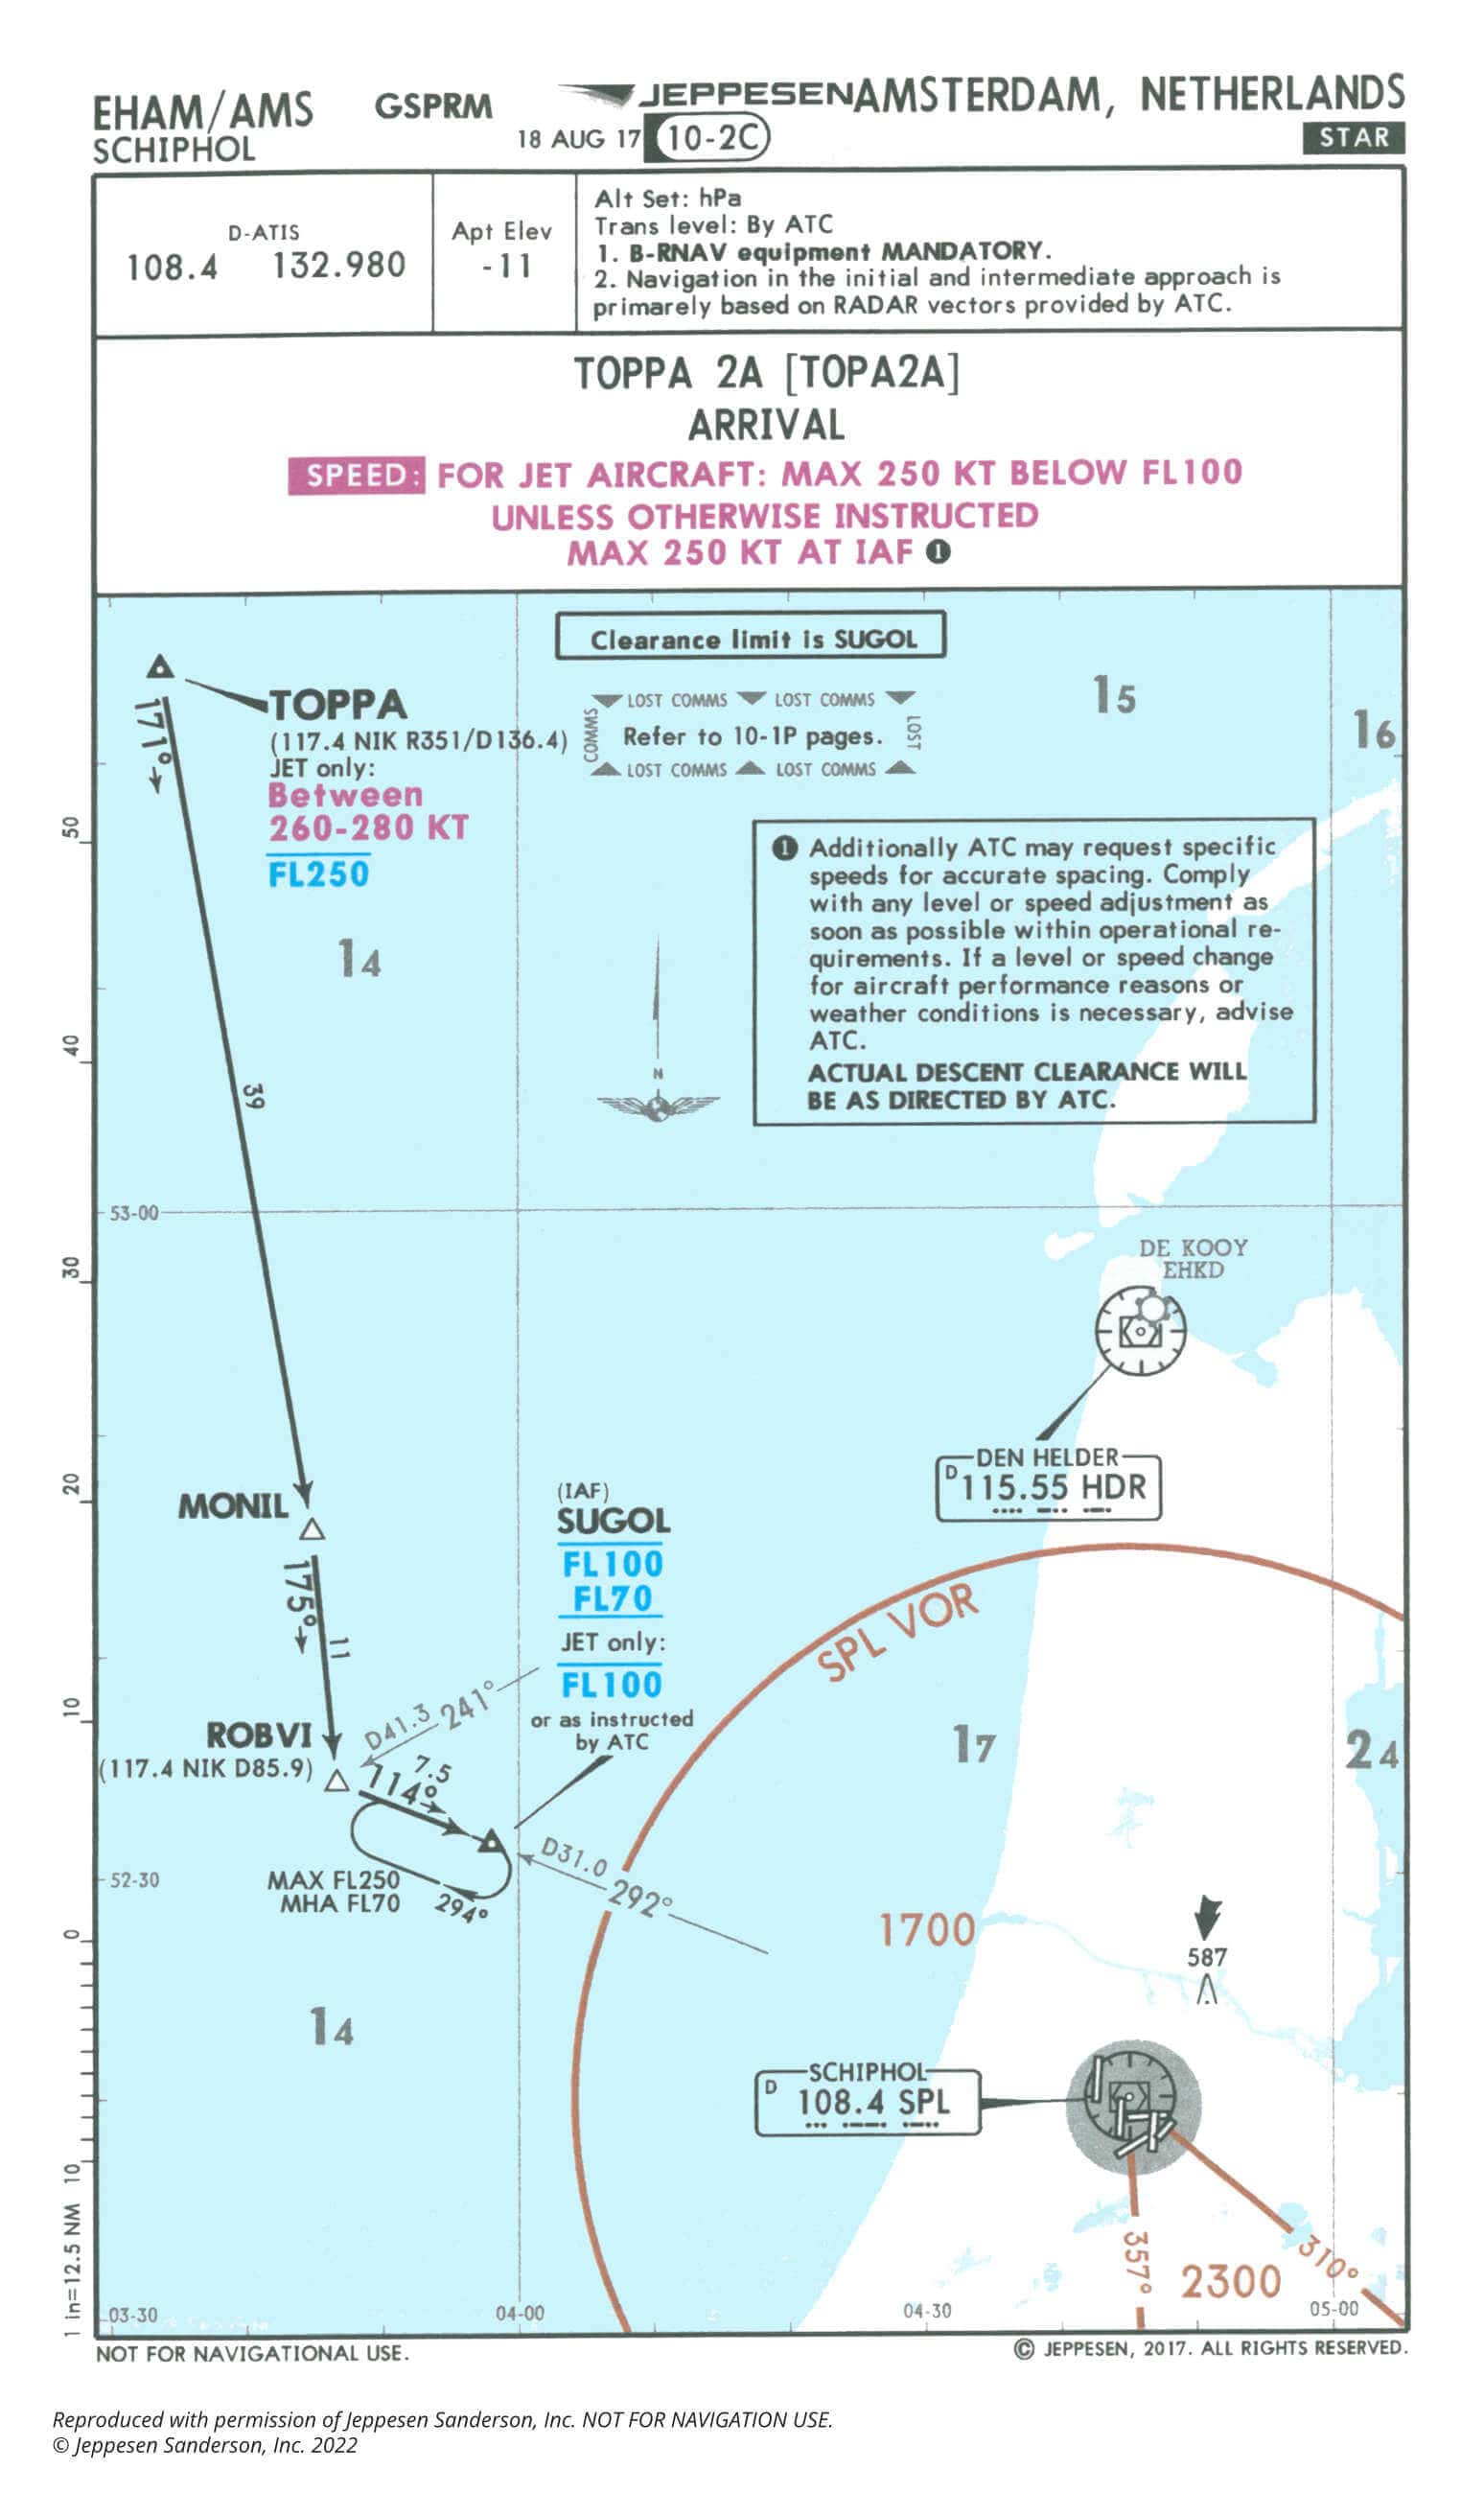 EHAM/AMS GSPRM JEPPESEN AMSTERDAM, NETHERLANDS
SCHIPHOL 18 AUG 17 10-2C STAR
D-ATIS
108.4 132.980
Apt Elev
-11
Alt Set: hPa
Trans level: By ATC
1. B-RNAV equipment MANDATORY.
2. Navigation in the initial and intermediate approach is
primarely based on RADAR vectors provided by ATC.
TOPPA 2A [TOPA2A]
ARRIVAL
SPEED: FOR JET AIRCRAFT: MAX 250 KT BELOW FL100
UNLESS OTHERWISE INSTRUCTED
MAX 250 KT AT IAF 1
Clearance limit is SUGOL
TOPPA
(117.4 NIK R351/D136.4)
JET only:
Between
260-280 KT
FL250
171°
LOST COMMS LOST COMMS
COMMS Refer to 10-1P pages. LOST
LOST COMMS LOST COMMS
15
16
14
1 Additionally ATC may request specific
speeds for accurate spacing. Comply
with any level or speed adjustment as
soon as possible within operational re-
quirements. If a level or speed change
for aircraft performance reasons or
weather conditions is necessary, advise
ATC.
ACTUAL DESCENT CLEARANCE WILL
BE AS DIRECTED BY ATC.
N
39
50
40
30
20
10
0
10
1 in=12.5 NM
53-00
DE KOOY
EHKD
DEN HELDER
D 115.55 HDR
MONIL
175°
11
(IAF)
SUGOL
FL100
FL70
JET only:
FL100
or as instructed
by ATC
SPL VOR
ROBVI
(117.4 NIK D85.9)
D41.3 241°
7.5
114°
17
24
52-30
MAX FL250
MHA FL70
294°
D31.0 292°
1700
587
14
SCHIPHOL
D 108.4 SPL
357°
2300
310°
03-30
04-00
04-30
05-00
NOT FOR NAVIGATIONAL USE.
© JEPPESEN, 2017. ALL RIGHTS RESERVED.
Reproduced with permission of Jeppesen Sanderson, Inc. NOT FOR NAVIGATION USE.
© Jeppesen Sanderson, Inc. 2022